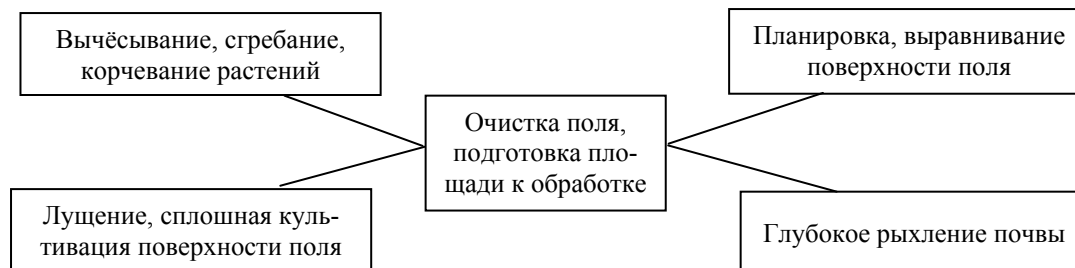 Вычёсывание, сгребание,
корчевание растений
Планировка, выравнивание
поверхности поля
Очистка поля,
подготовка пло-
щади к обработке
Лущение, сплошная куль-
тивация поверхности поля
Глубокое рыхление почвы